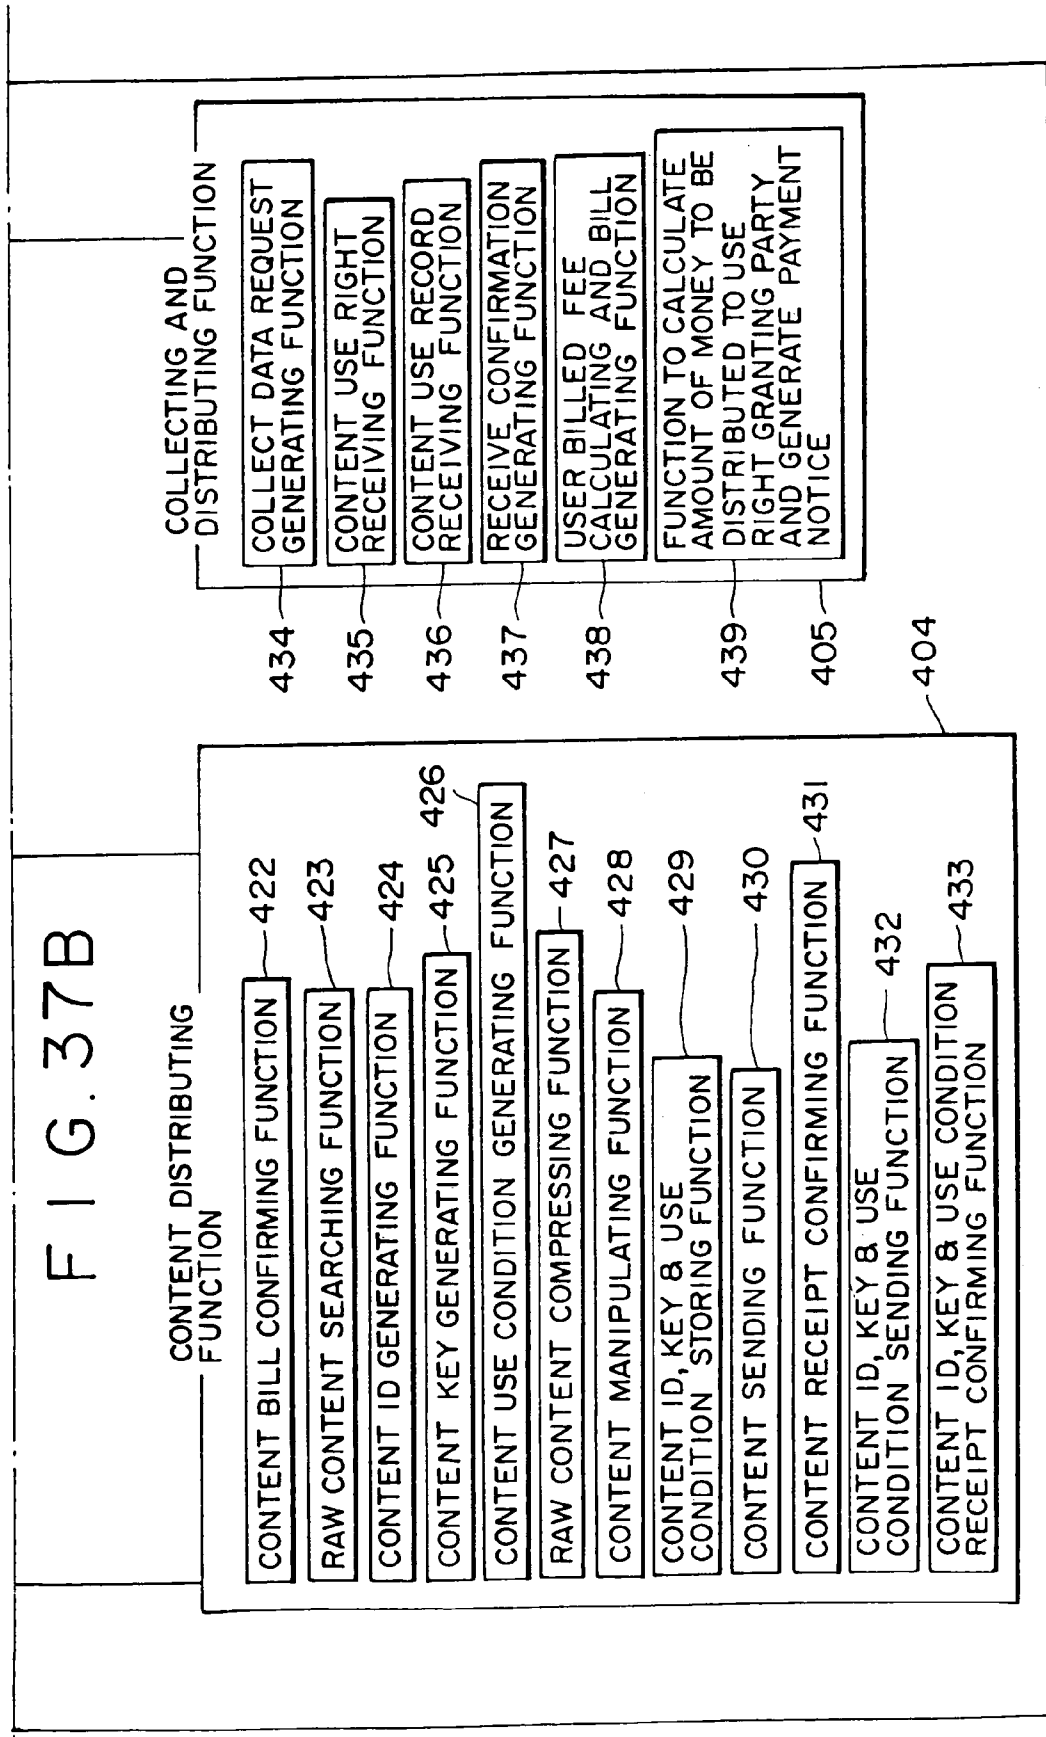 FIG. 37B
CONTENT DISTRIBUTING
FUNCTION
CONTENT BILL CONFIRMING FUNCTION
422
RAW CONTENT SEARCHING FUNCTION
423
CONTENT ID GENERATING FUNCTION
424
CONTENT KEY GENERATING FUNCTION
425
CONTENT USE CONDITION GENERATING FUNCTION
426
RAW CONTENT COMPRESSING FUNCTION
427
CONTENT MANIPULATING FUNCTION
428
CONTENT ID, KEY & USE
CONDITION STORING FUNCTION
429
CONTENT SENDING FUNCTION
430
CONTENT RECEIPT CONFIRMING FUNCTION
431
CONTENT ID, KEY & USE
CONDITION SENDING FUNCTION
432
CONTENT ID, KEY & USE CONDITION
RECEIPT CONFIRMING FUNCTION
433
404
COLLECTING AND
DISTRIBUTING FUNCTION
434
COLLECT DATA REQUEST
GENERATING FUNCTION
435
CONTENT USE RIGHT
RECEIVING FUNCTION
436
CONTENT USE RECORD
RECEIVING FUNCTION
437
RECEIVE CONFIRMATION
GENERATING FUNCTION
438
USER BILLED FEE
CALCULATING AND BILL
GENERATING FUNCTION
439
FUNCTION TO CALCULATE
AMOUNT OF MONEY TO BE
DISTRIBUTED TO USE
RIGHT GRANTING PARTY
AND GENERATE PAYMENT
NOTICE
405